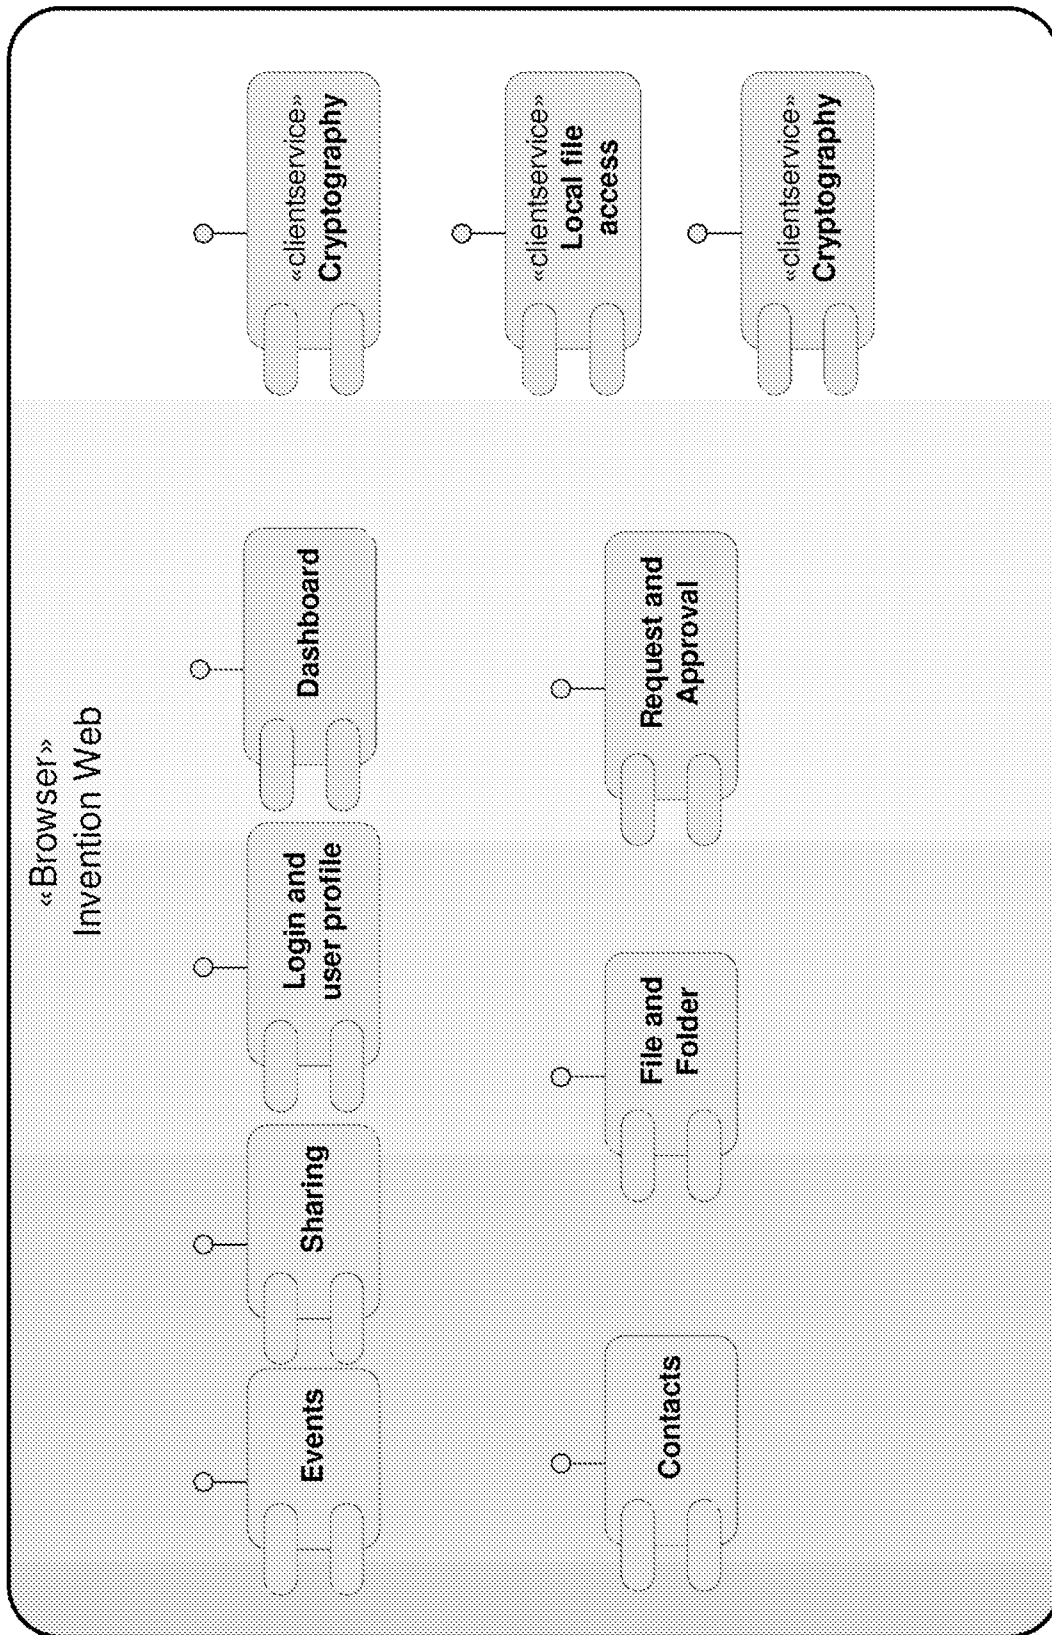 «Browser»
Invention Web
Events
Sharing
Login and
user profile
Dashboard
«clientservice»
Cryptography
Contacts
File and
Folder
Request and
Approval
«clientservice»
Local file
access
«clientservice»
Cryptography